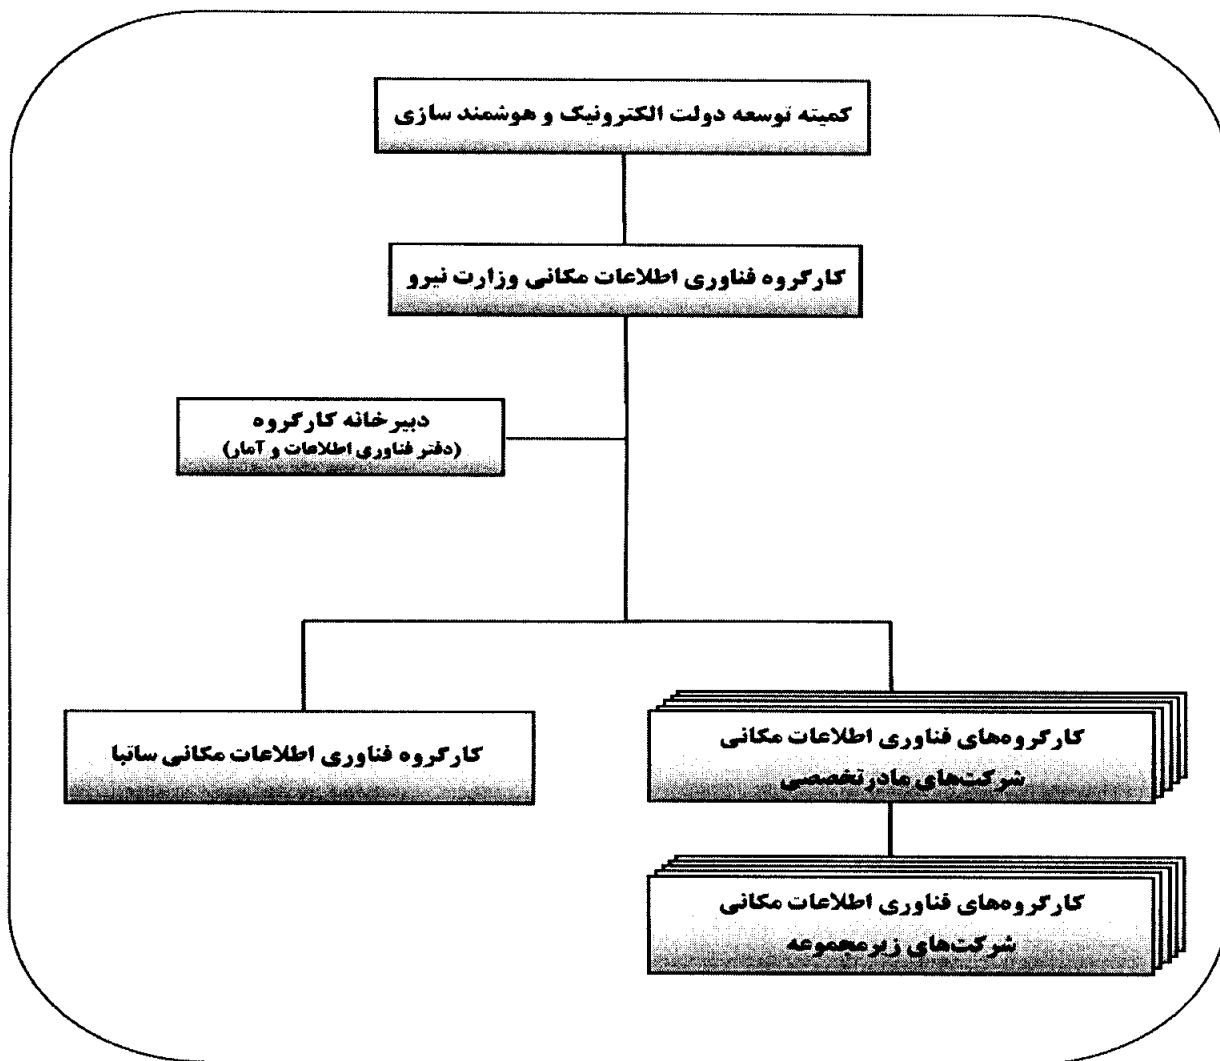 کمیته توسعه دولت الکترونیک و هوشمند سازی
کارگروه فناوری اطلاعات مکانی وزارت نیرو
دبیرخانه کارگروه
(دفتر فناوری اطلاعات و آمار)
کارگروه‌های فناوری اطلاعات مکانی
شرکت‌های مادرتخصصی
کارگروه فناوری اطلاعات مکانی ساتبا
کارگروه‌های فناوری اطلاعات مکانی
شرکت‌های زیرمجموعه